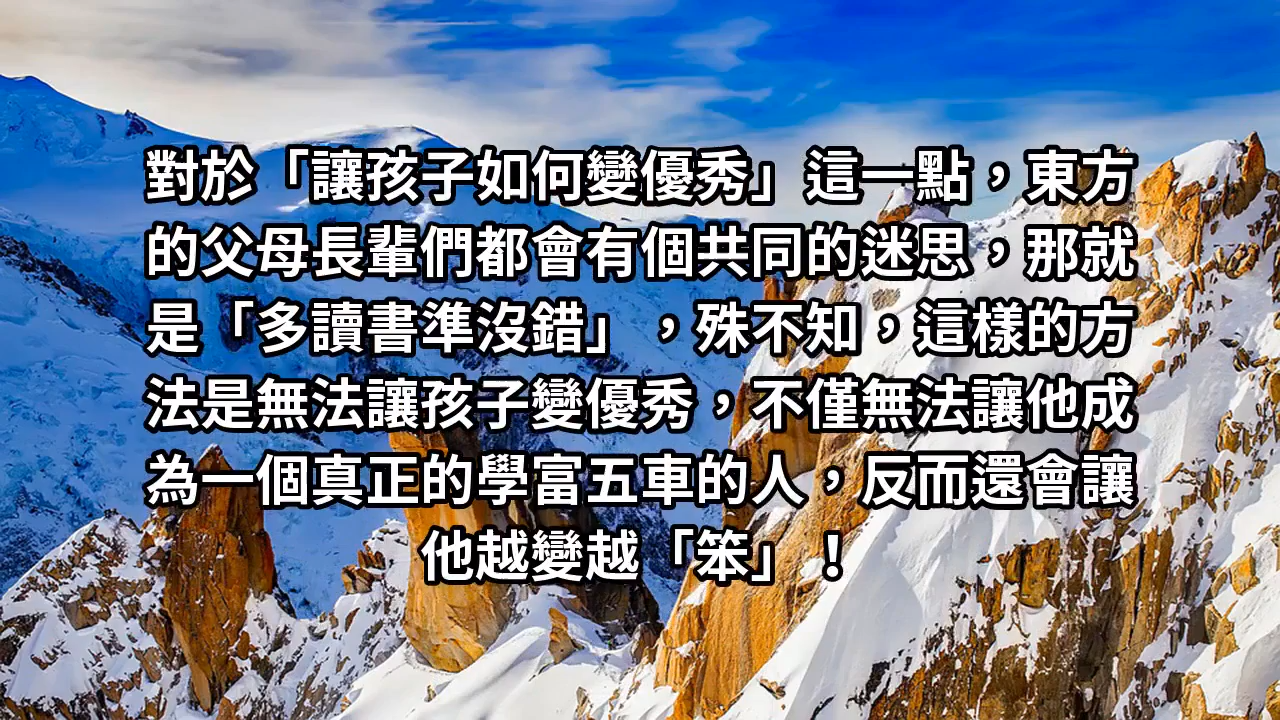 對於「讓孩子如何變優秀」這一點，東方
的父母長輩們都會有個共同的迷思，那就
是「多讀書準沒錯」，殊不知，這樣的方
法是無法讓孩子變優秀，不僅無法讓他成
為一個真正的學富五車的人，反而還會讓
他越變越「笨」！